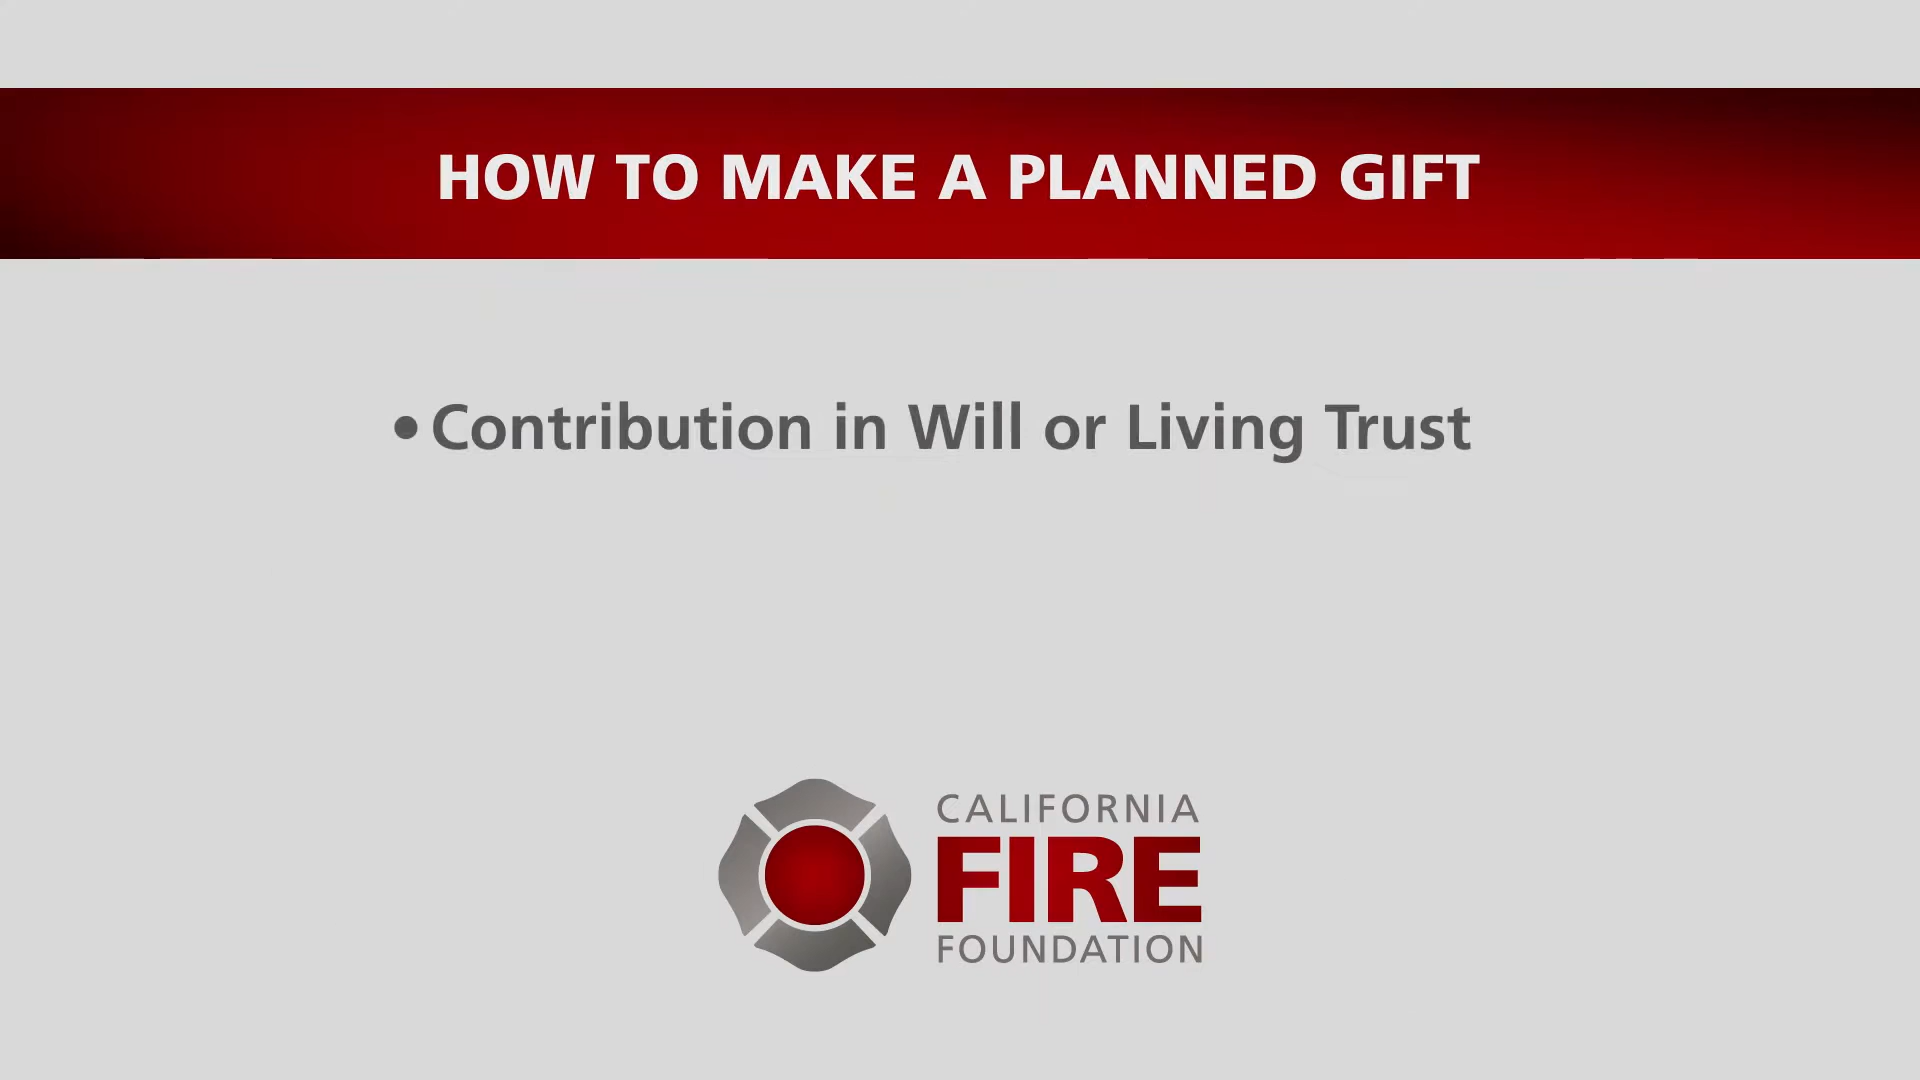 HOW TO MAKE A PLANNED GIFT
• Contribution in Will or Living Trust
CALIFORNIA
FIRE
FOUNDATION